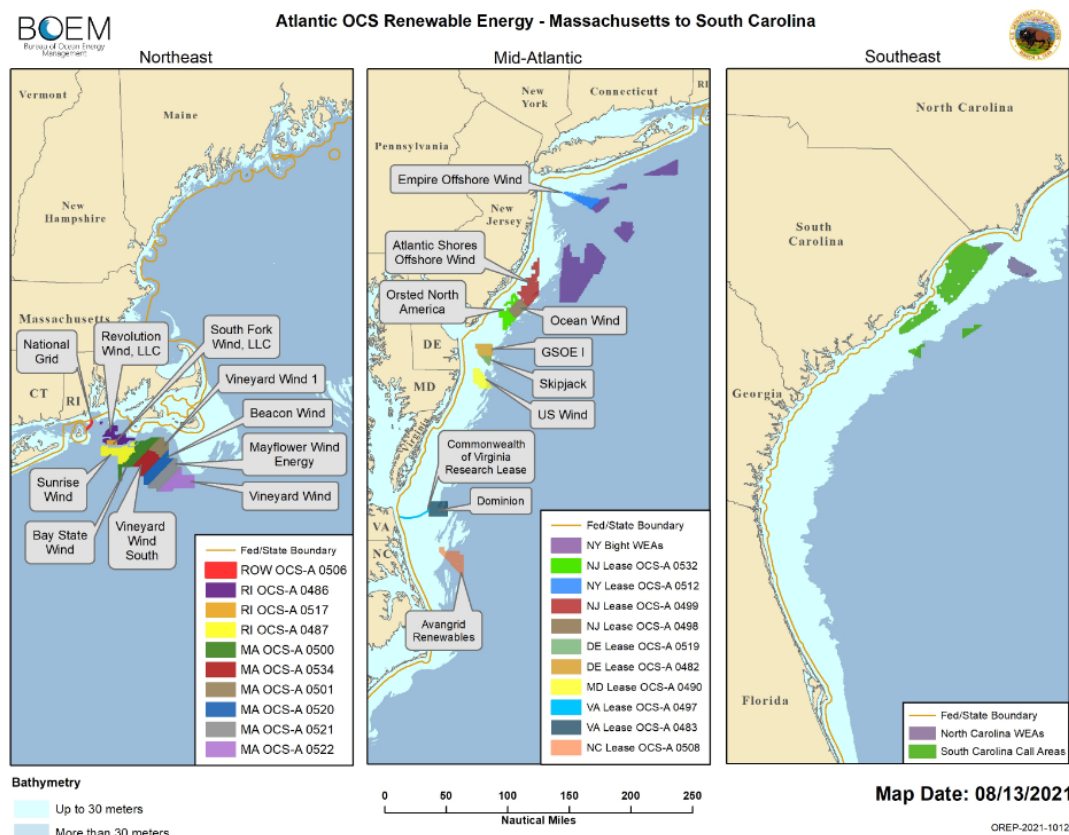 BOEM
Bureau of Ocean Energy
Management
Atlantic OCS Renewable Energy - Massachusetts to South Carolina
Northeast
Vermont
Maine
New
Hampshire
Massachusetts
National
Grid
Revolution
Wind, LLC
South Fork
Wind, LLC
CT
RI
Vineyard Wind 1
Beacon Wind
Mayflower Wind
Energy
Vineyard Wind
Sunrise
Wind
Bay State
Wind
Vineyard
Wind
South
Fed/State Boundary
ROW OCS-A 0506
RI OCS-A 0486
RI OCS-A 0517
RI OCS-A 0487
MA OCS-A 0500
MA OCS-A 0534
MA OCS-A 0501
MA OCS-A 0520
MA OCS-A 0521
MA OCS-A 0522
Mid-Atlantic
New
York
Connecticut
RI
Pennsylvania
Empire Offshore Wind
New
Jersey
Atlantic Shores
Offshore Wind
Orsted North
America
Ocean Wind
DE
GSOE I
MD
Skipjack
US Wind
Virginia
Commonwealth
of Virginia
Research Lease
Dominion
VA
NC
Avangrid
Renewables
Fed/State Boundary
NY Bight WEAs
NJ Lease OCS-A 0532
NY Lease OCS-A 0512
NJ Lease OCS-A 0499
NJ Lease OCS-A 0498
DE Lease OCS-A 0519
DE Lease OCS-A 0482
MD Lease OCS-A 0490
VA Lease OCS-A 0497
VA Lease OCS-A 0483
NC Lease OCS-A 0508
Southeast
North Carolina
South
Carolina
Georgia
Florida
Fed/State Boundary
North Carolina WEAs
South Carolina Call Areas
Bathymetry
Up to 30 meters
More than 30 meters
0 50 100 150 200 250
Nautical Miles
Map Date: 08/13/2021
OREP-2021-1012